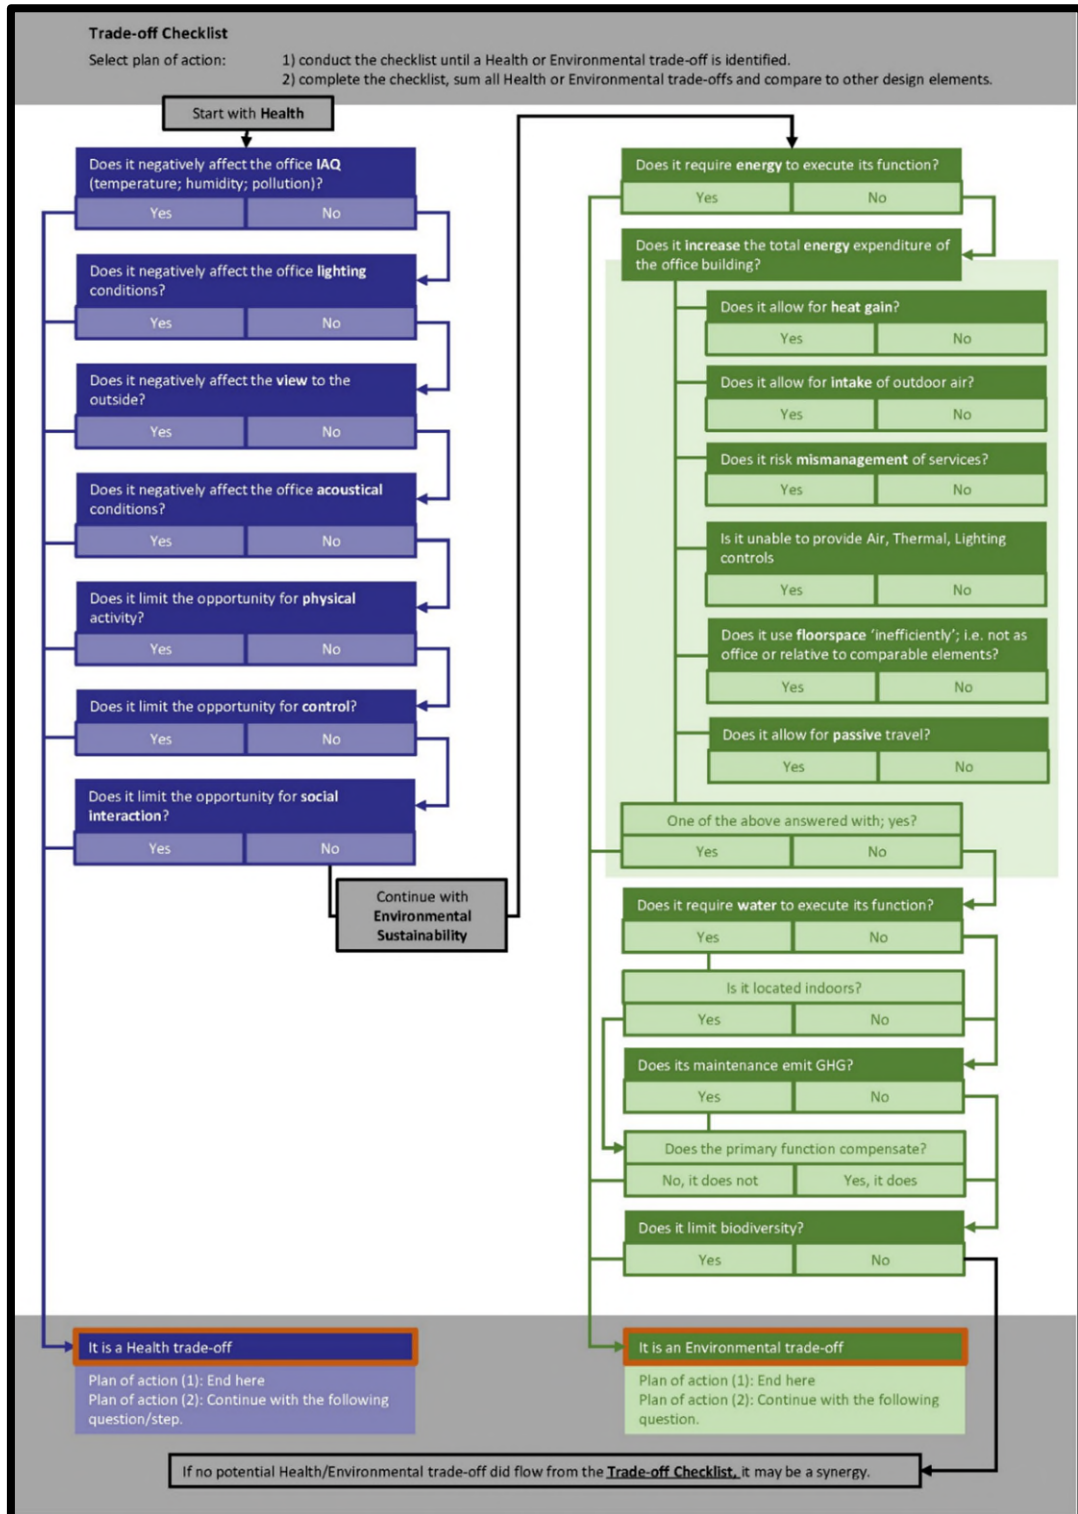 Trade-off Checklist
Select plan of action: 1) conduct the checklist until a Health or Environmental trade-off is identified.
2) complete the checklist, sum all Health or Environmental trade-offs and compare to other design elements.
Start with Health
Does it negatively affect the office IAQ
(temperature; humidity; pollution)?
Yes No
Does it negatively affect the office lighting
conditions?
Yes No
Does it negatively affect the view to the
outside?
Yes No
Does it negatively affect the office acoustical
conditions?
Yes No
Does it limit the opportunity for physical
activity?
Yes No
Does it limit the opportunity for control?
Yes No
Does it limit the opportunity for social
interaction?
Yes No
Continue with
Environmental
Sustainability
Does it require energy to execute its function?
Yes No
Does it increase the total energy expenditure of
the office building?
Does it allow for heat gain?
Yes No
Does it allow for intake of outdoor air?
Yes No
Does it risk mismanagement of services?
Yes No
Is it unable to provide Air, Thermal, Lighting
controls
Yes No
Does it use floorspace ‘inefficiently’; i.e. not as
office or relative to comparable elements?
Yes No
Does it allow for passive travel?
Yes No
One of the above answered with; yes?
Yes No
Does it require water to execute its function?
Yes No
Is it located indoors?
Yes No
Does its maintenance emit GHG?
Yes No
Does the primary function compensate?
No, it does not Yes, it does
Does it limit biodiversity?
Yes No
It is a Health trade-off
Plan of action (1): End here
Plan of action (2): Continue with the following
question/step.
It is an Environmental trade-off
Plan of action (1): End here
Plan of action (2): Continue with the following
question.
If no potential Health/Environmental trade-off did flow from the Trade-off Checklist, it may be a synergy.